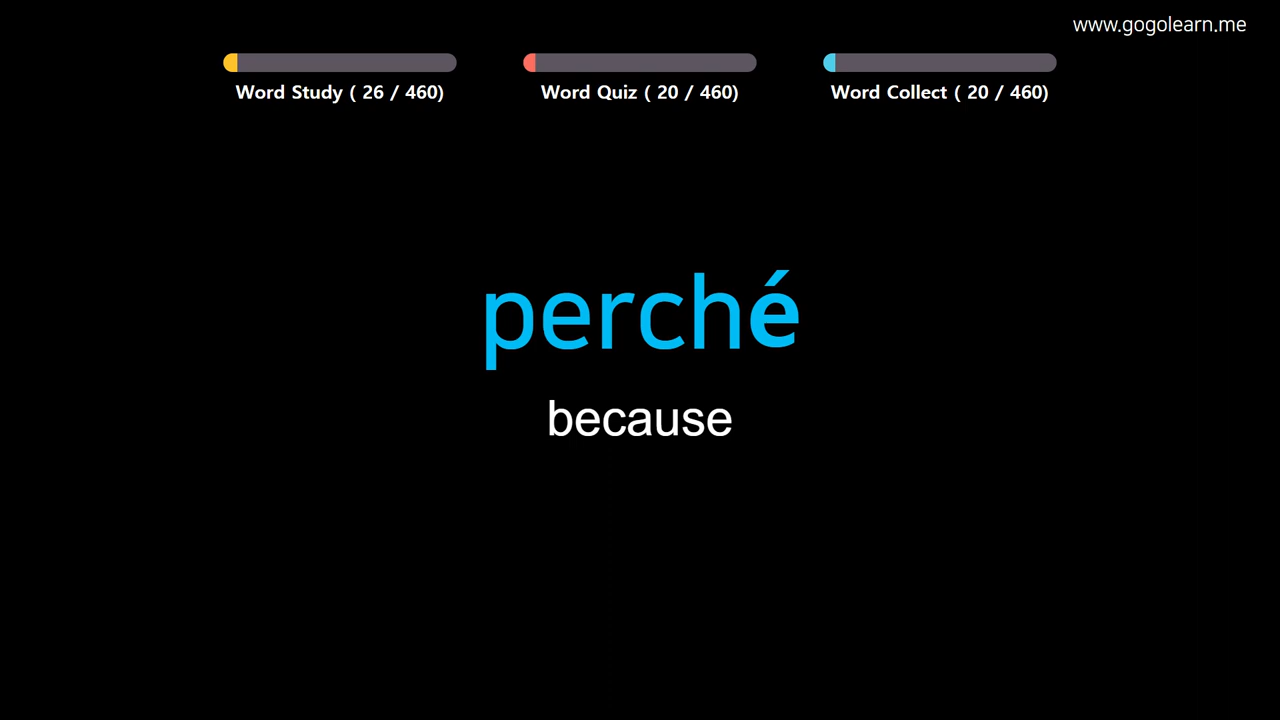 www.gogolearn.me
Word Study ( 26 / 460)
Word Quiz ( 20 / 460)
Word Collect ( 20 / 460)
perché
because